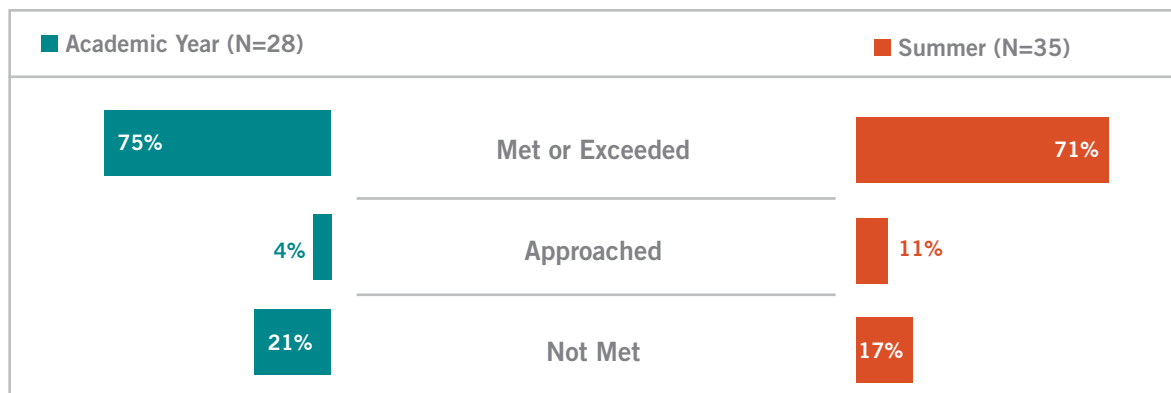 Academic Year (N=28)
Summer (N=35)
75%
Met or Exceeded
71%
4%
Approached
11%
21%
Not Met
17%